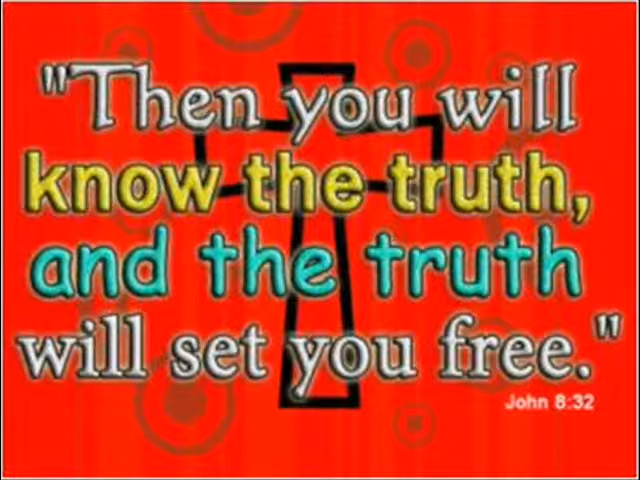 "Then you will
know the truth,
and the truth
will set you free."
John 8:32